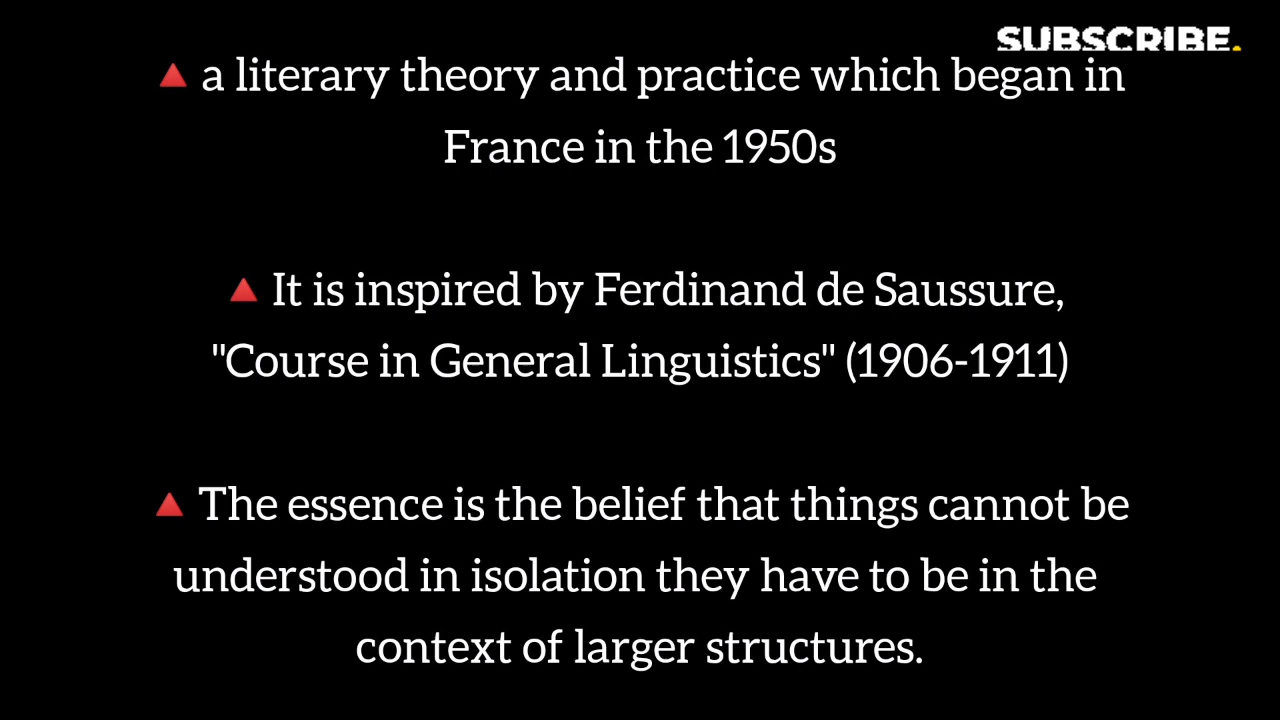 SUBSCRIBE.
🔺a literary theory and practice which began in
France in the 1950s
🔺It is inspired by Ferdinand de Saussure,
"Course in General Linguistics" (1906-1911)
🔺The essence is the belief that things cannot be
understood in isolation they have to be in the
context of larger structures.